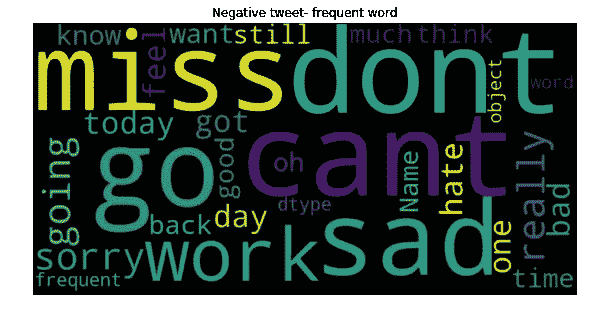 Negative tweet- frequent word
know
feel
want
still
much
think
miss
dont
object
word
today
got
go
cant
going
good
oh
dtype
Name
hate
really
bad
back
day
sorry
work
sad
one
time
frequent